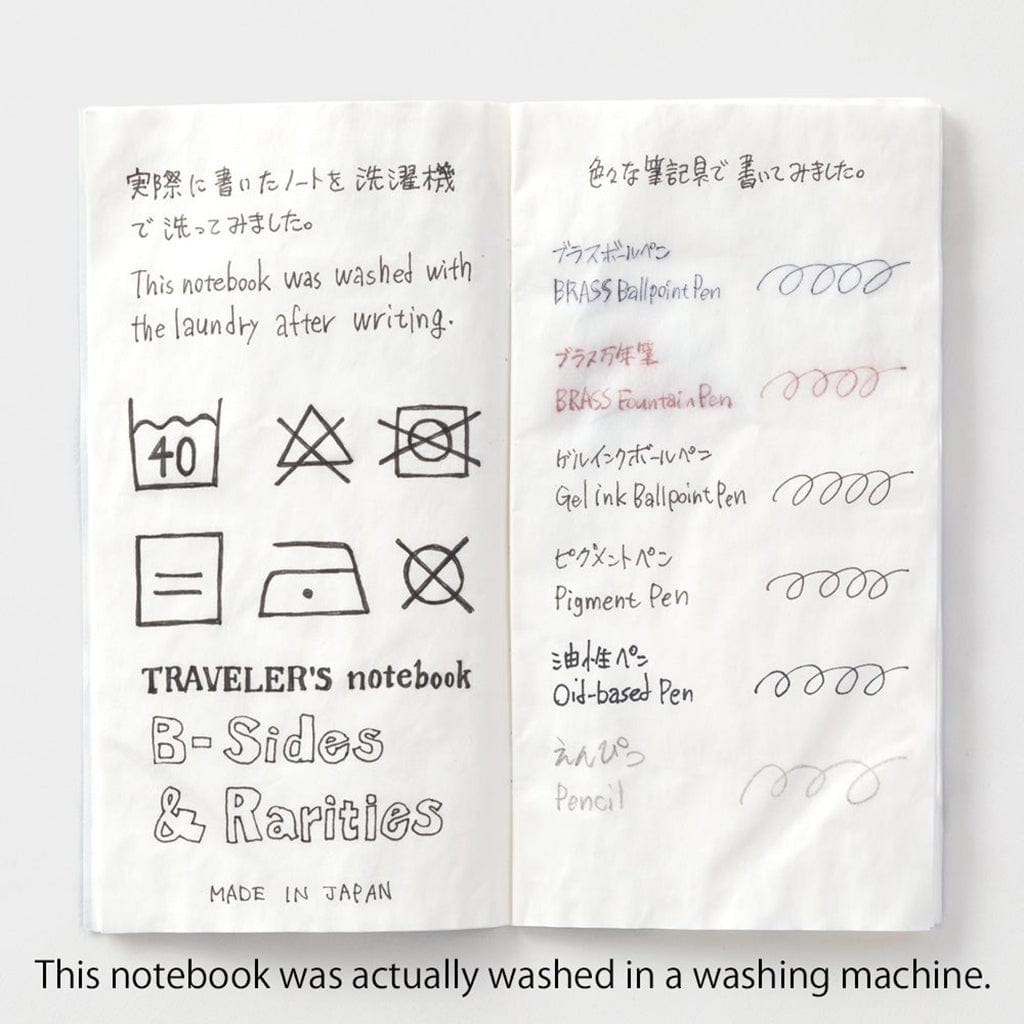 実際に書いたノートを洗濯機
で洗ってみました。
This notebook was washed with
the laundry after writing.
40
TRAVELER'S notebook
B-Sides
& Rarities
MADE IN JAPAN
色々な筆記具で書いてみました。
ブラスボールペン
BRASS Ballpoint Pen
ブラス万年筆
BRASS Fountain Pen
ゲルインクボールペン
Gel ink Ballpoint Pen
ピグメントペン
Pigment Pen
油性ペン
Oid-based Pen
えんぴつ
Pencil
This notebook was actually washed in a washing machine.